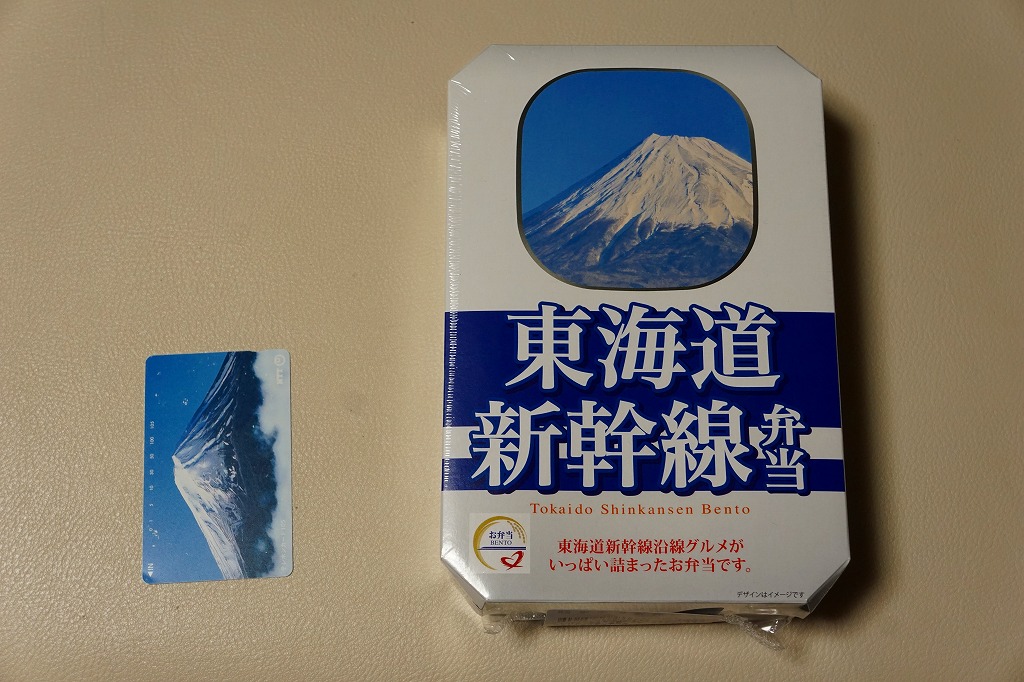 東海道
新幹線弁当
Tokaido Shinkansen Bento
お弁当
BENTO
東海道新幹線沿線グルメが
いっぱい詰まったお弁当です。
デザインはイメージです
NTT
IN